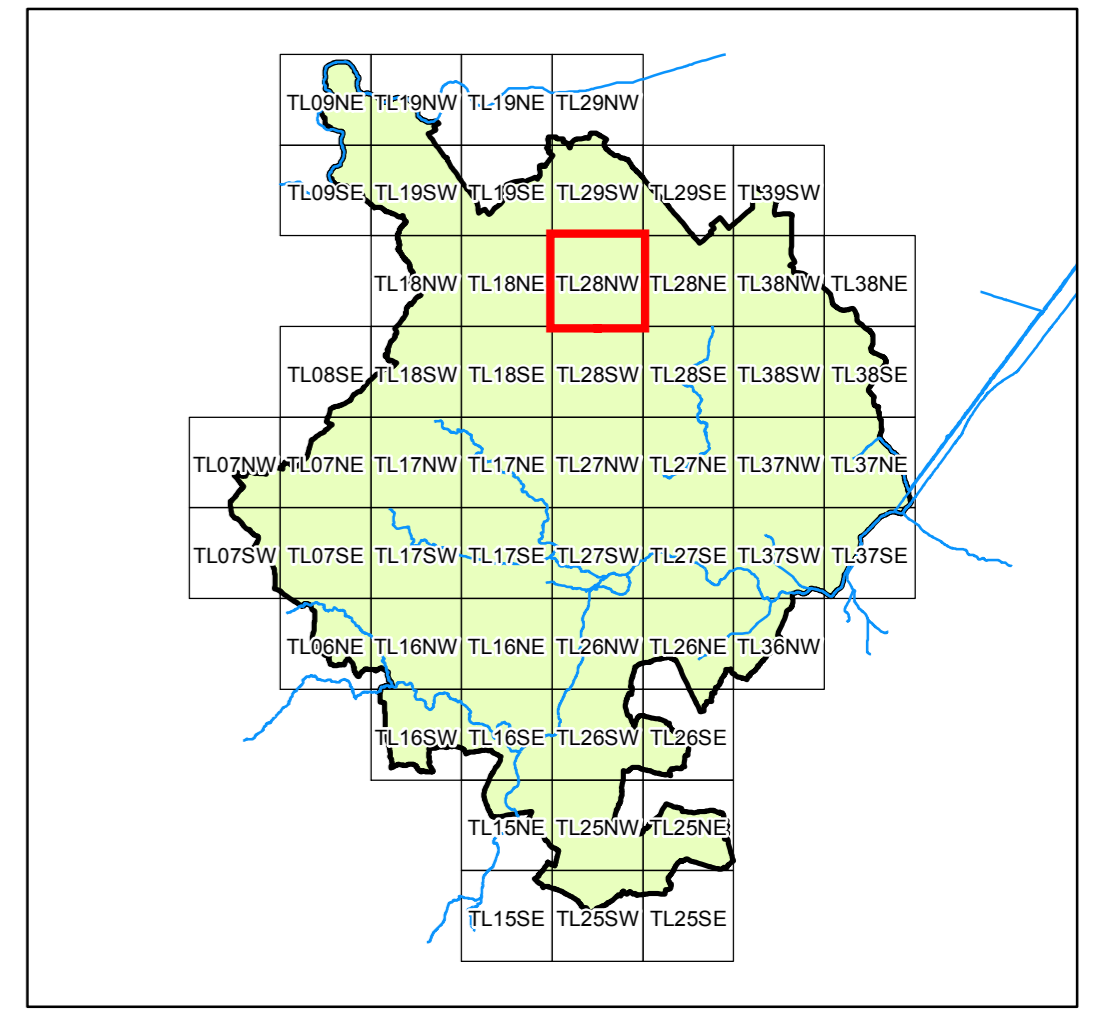 TL09NE TL19NW TL19NE TL29NW
TL09SE TL19SW TL19SE TL29SW TL29SE TL39SW
TL18NW TL18NE TL28NW TL28NE TL38NW TL38NE
TL08SE TL18SW TL18SE TL28SW TL28SE TL38SW TL38SE
TL07NW TL07NE TL17NW TL17NE TL27NW TL27NE TL37NW TL37NE
TL07SW TL07SE TL17SW TL17SE TL27SW TL27SE TL37SW TL37SE
TL06NE TL16NW TL16NE TL26NW TL26NE TL36NW
TL16SW TL16SE TL26SW TL26SE
TL15NE TL25NW TL25NE
TL15SE TL25SW TL25SE